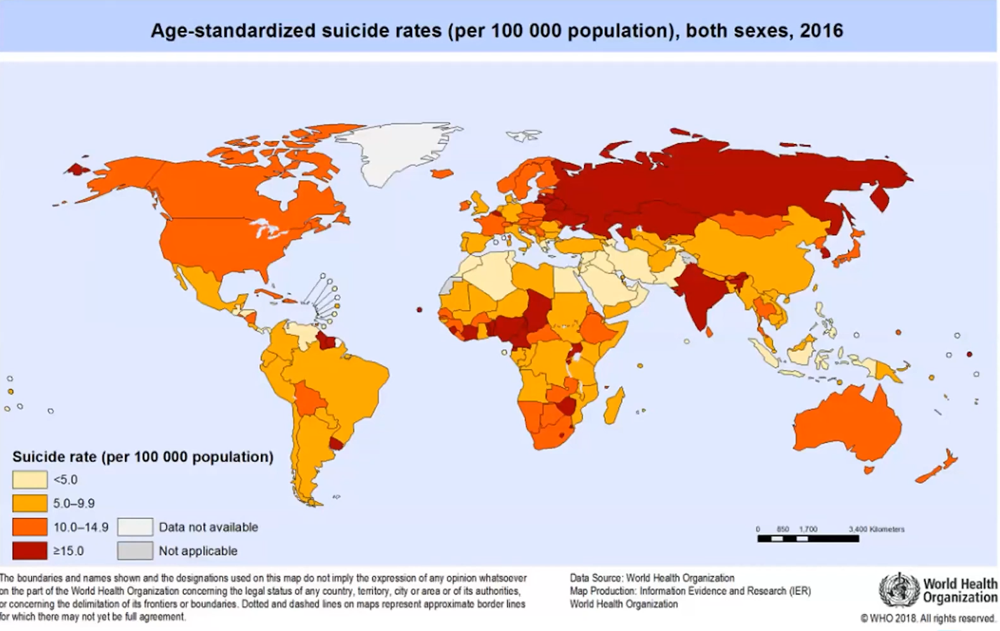 Age-standardized suicide rates (per 100 000 population), both sexes, 2016
Suicide rate (per 100 000 population)
<5.0
5.0–9.9
10.0–14.9
≥15.0
Data not available
Not applicable
0 850 1,700 3,400 Kilometers
The boundaries and names shown and the designations used on this map do not imply the expression of any opinion whatsoever
on the part of the World Health Organization concerning the legal status of any country, territory, city or area or of its authorities,
or concerning the delimitation of its frontiers or boundaries. Dotted and dashed lines on maps represent approximate border lines
for which there may not yet be full agreement.
Data Source: World Health Organization
Map Production: Information Evidence and Research (IER)
World Health Organization
World Health
Organization
© WHO 2018. All rights reserved.